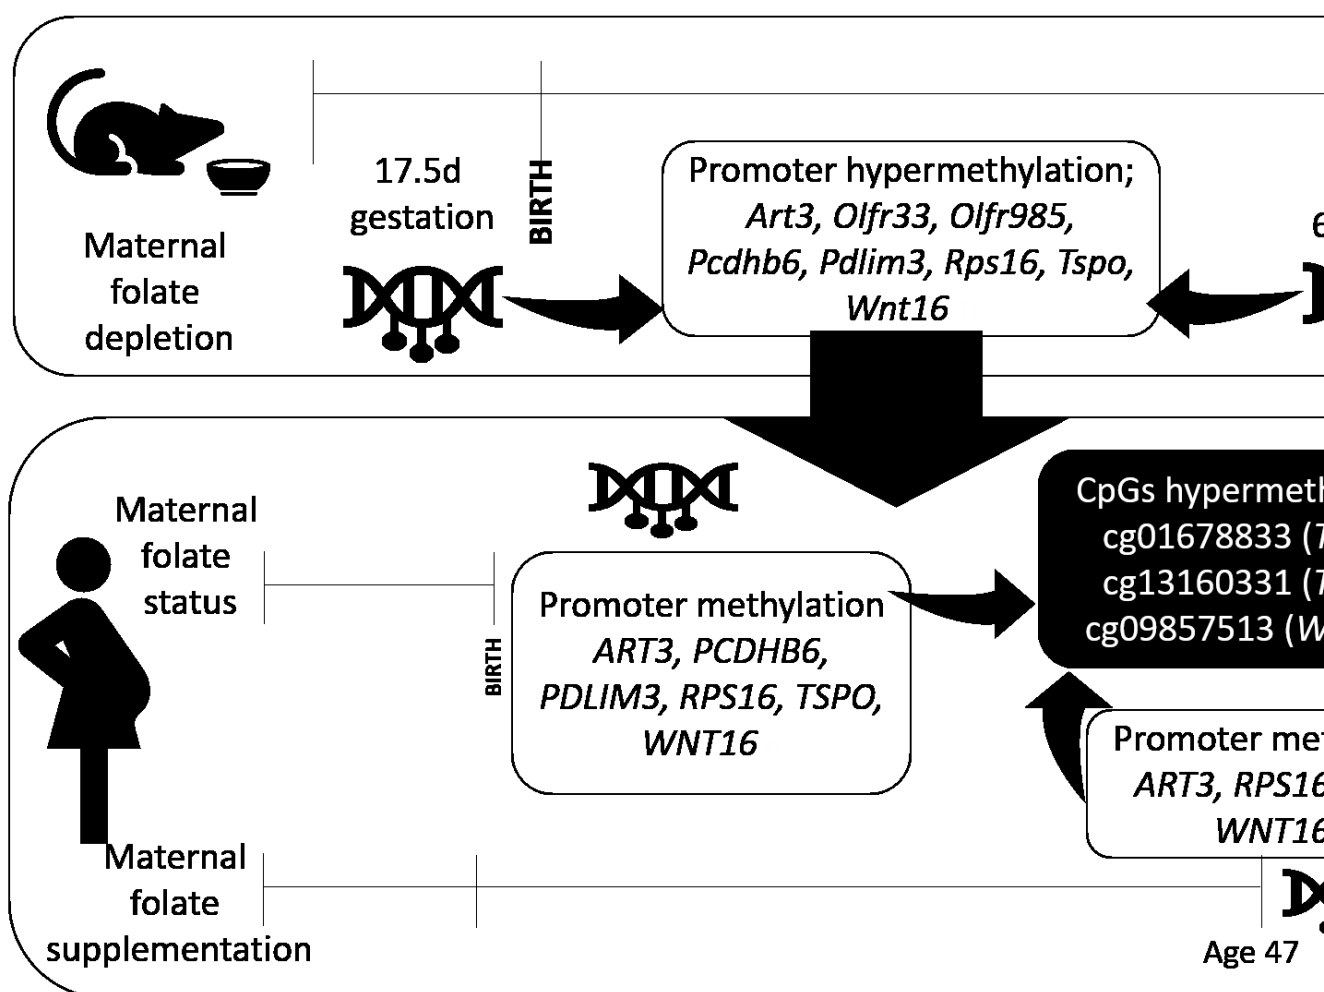 17.5d
gestation
BIRTH
Maternal
folate
depletion
Promoter hypermethylation;
Art3, Olfr33, Olfr985,
Pcdhb6, Pdlim3, Rps16, Tspo,
Wnt16
Maternal
folate
status
BIRTH
Promoter methylation
ART3, PCDHB6,
PDLIM3, RPS16, TSPO,
WNT16
CpGs hypermeth
cg01678833 (T
cg13160331 (T
cg09857513 (W
Promoter met
ART3, RPS16
WNT16
Maternal
folate
supplementation
Age 47